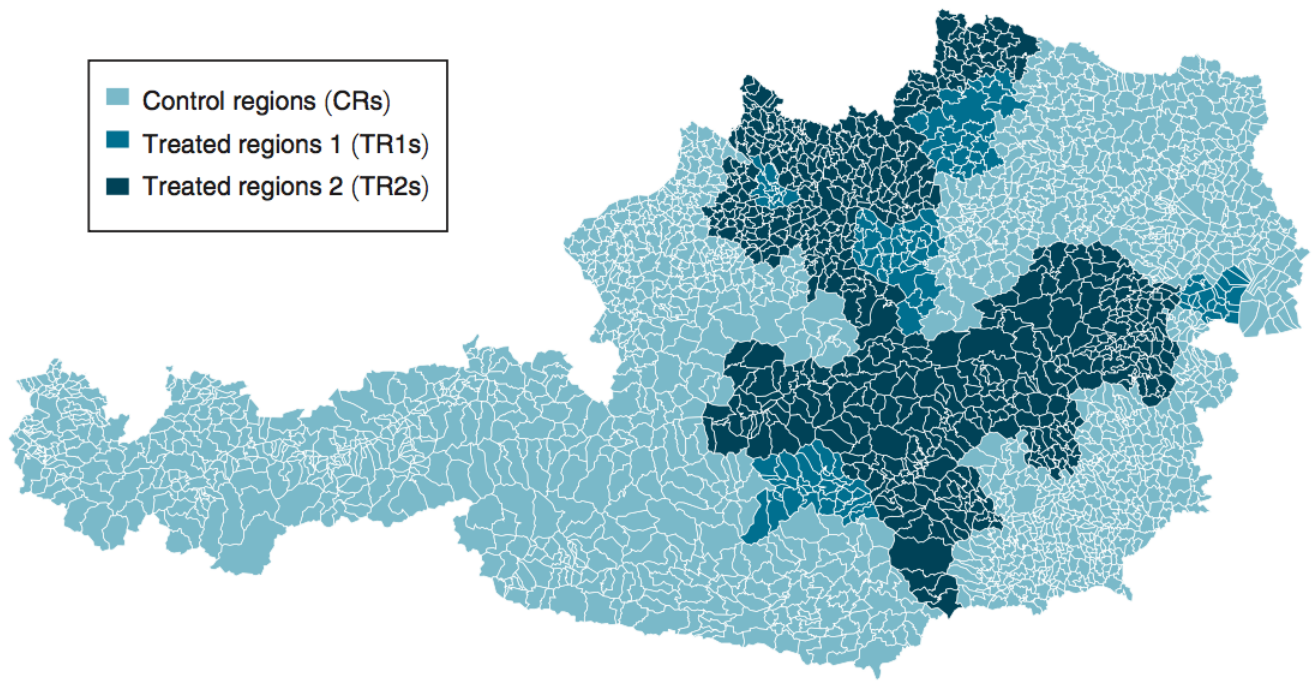 Control regions (CRs)
Treated regions 1 (TR1s)
Treated regions 2 (TR2s)